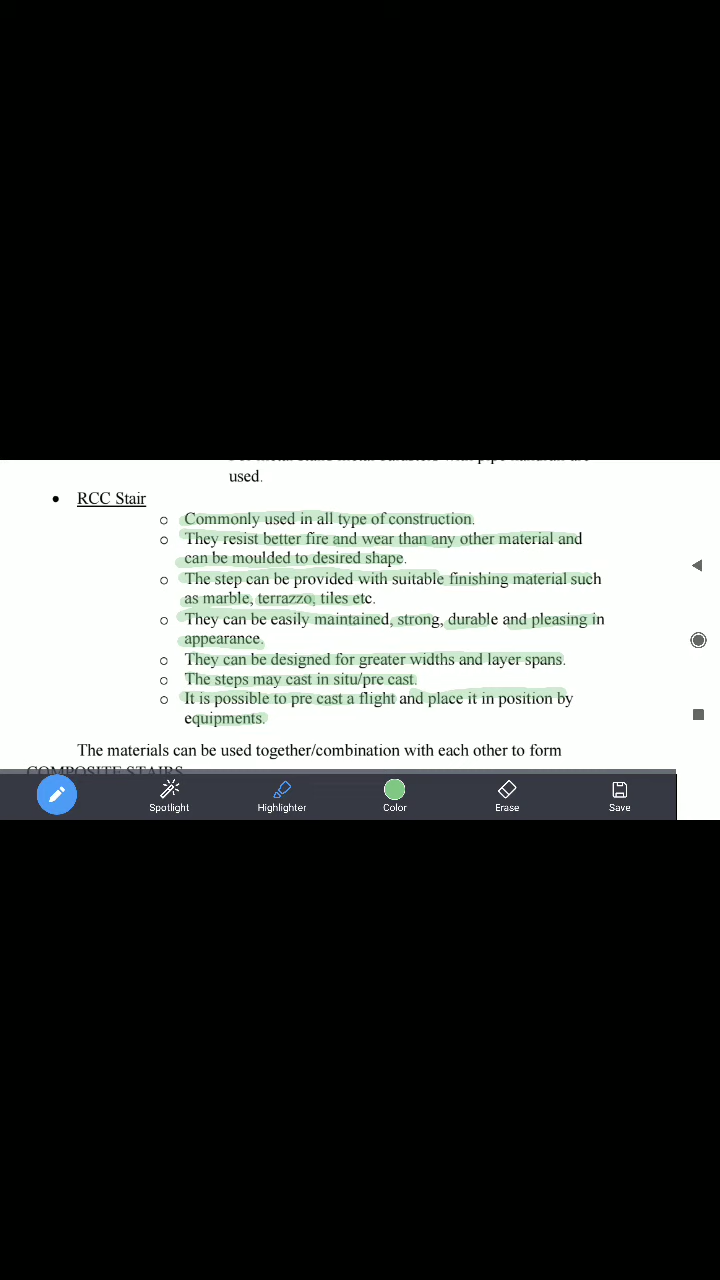 used.
• RCC Stair
o Commonly used in all type of construction.
o They resist better fire and wear than any other material and
can be moulded to desired shape.
o The step can be provided with suitable finishing material such
as marble, terrazzo, tiles etc.
o They can be easily maintained, strong, durable and pleasing in
appearance.
o They can be designed for greater widths and layer spans.
o The steps may cast in situ/pre cast.
o It is possible to pre cast a flight and place it in position by
equipments.
The materials can be used together/combination with each other to form
COMPOSITE STAIRS
Spotlight Highlighter Color Erase Save